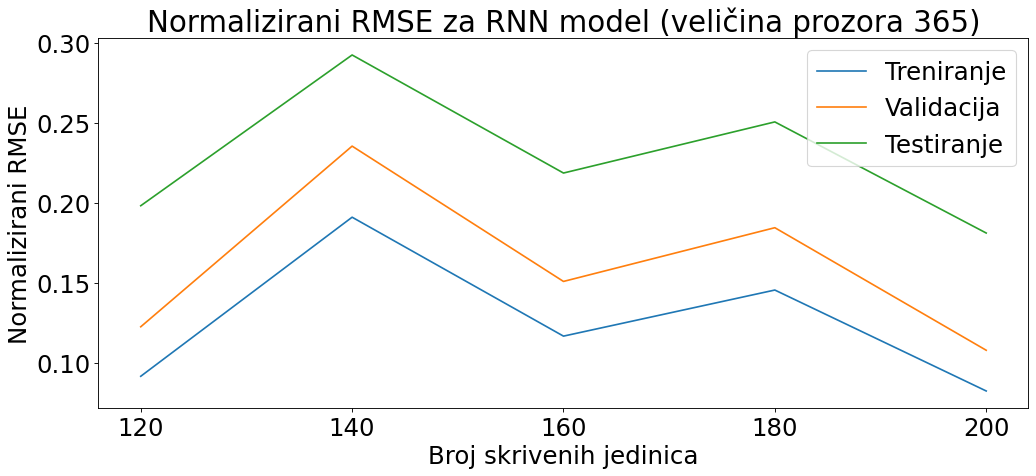 Normalizirani RMSE za RNN model (veličina prozora 365)
Normalizirani RMSE
0.30
0.25
0.20
0.15
0.10
Treniranje
Validacija
Testiranje
120 140 160 180 200
Broj skrivenih jedinica